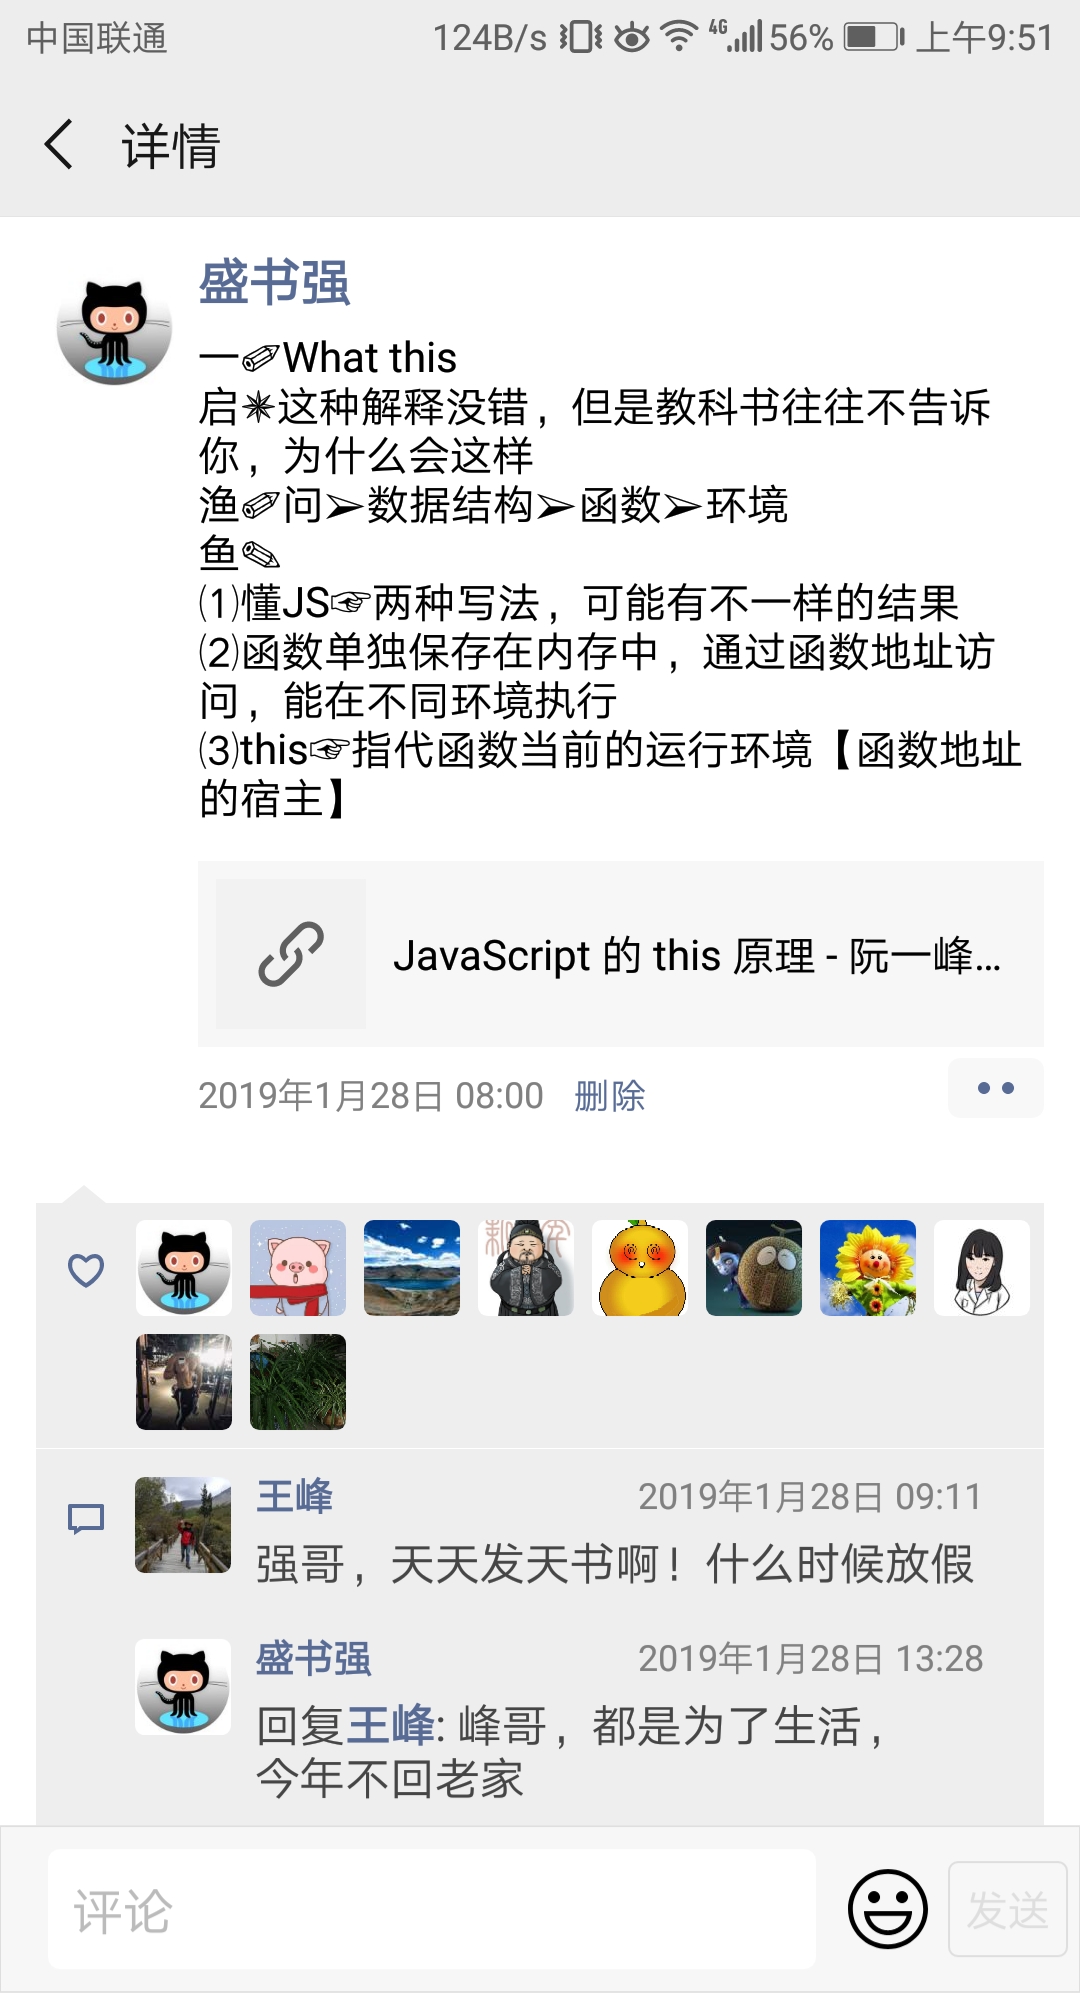 中国联通 124B/s 4G 56% 上午9:51
详情
盛书强
一✐What this
启✷这种解释没错，但是教科书往往不告诉
你，为什么会这样
渔✐问➢数据结构➢函数➢环境
鱼✎
⑴懂JS☞两种写法，可能有不一样的结果
⑵函数单独保存在内存中，通过函数地址访
问，能在不同环境执行
⑶this☞指代函数当前的运行环境【函数地址
的宿主】
JavaScript 的 this 原理 - 阮一峰...
2019年1月28日 08:00 删除
王峰 2019年1月28日 09:11
强哥，天天发天书啊！什么时候放假
盛书强 2019年1月28日 13:28
回复王峰: 峰哥，都是为了生活，
今年不回老家
评论 发送